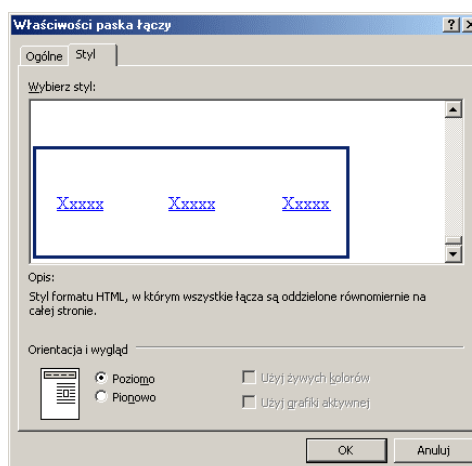 Właściwości paska łączy
Ogólne Styl
Wybierz styl:
Xxxxx Xxxxx Xxxxx
Opis:
Styl formatu HTML, w którym wszystkie łącza są oddzielone równomiernie na
całej stronie.
Orientacja i wygląd
Poziomo
Pionowo
Użyj żywych kolorów
Użyj grafiki aktywnej
OK Anuluj